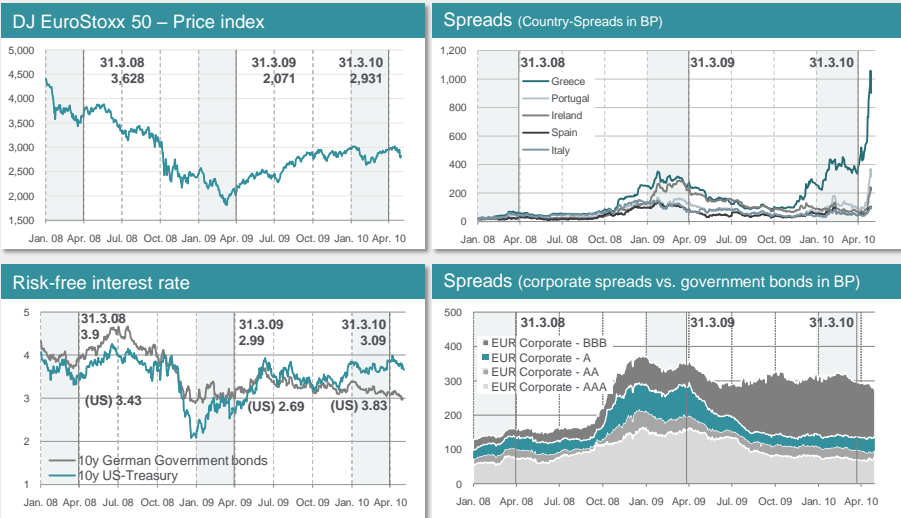 DJ EuroStoxx 50 – Price index
5,000
4,500
4,000
3,500
3,000
2,500
2,000
1,500
31.3.08
3,628
31.3.09
2,071
31.3.10
2,931
Jan. 08 Apr. 08 Jul. 08 Oct. 08 Jan. 09 Apr. 09 Jul. 09 Oct. 09 Jan. 10 Apr. 10
Spreads (Country-Spreads in BP)
1,200
1,000
800
600
400
200
0
31.3.08
31.3.09
31.3.10
Greece
Portugal
Ireland
Spain
Italy
Jan. 08 Apr. 08 Jul. 08 Oct. 08 Jan. 09 Apr. 09 Jul. 09 Oct. 09 Jan. 10 Apr. 10
Risk-free interest rate
5
4
3
2
1
31.3.08
3.9
31.3.09
2.99
31.3.10
3.09
(US) 3.43
(US) 2.69
(US) 3.83
10y German Government bonds
10y US-Treasury
Jan. 08 Apr. 08 Jul. 08 Oct. 08 Jan. 09 Apr. 09 Jul. 09 Oct. 09 Jan. 10 Apr. 10
Spreads (corporate spreads vs. government bonds in BP)
500
400
300
200
100
0
31.3.08
31.3.09
31.3.10
EUR Corporate - BBB
EUR Corporate - A
EUR Corporate - AA
EUR Corporate - AAA
Jan. 08 Apr. 08 Jul. 08 Oct. 08 Jan. 09 Apr. 09 Jul. 09 Oct. 09 Jan. 10 Apr. 10